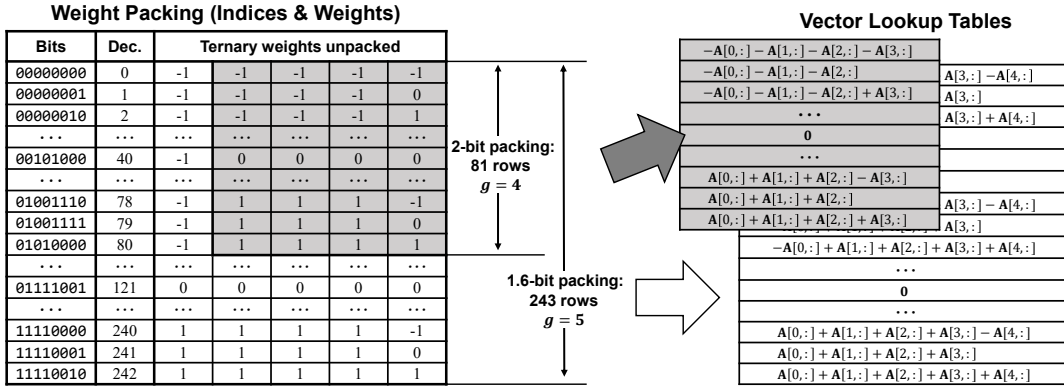 Weight Packing (Indices & Weights)
Bits Dec. Ternary weights unpacked
00000000 0 -1 -1 -1 -1 -1
00000001 1 -1 -1 -1 -1 0
00000010 2 -1 -1 -1 -1 1
... ... ... ... ... ... ...
00101000 40 -1 0 0 0 0
... ... ... ... ... ... ...
01001110 78 -1 1 1 1 -1
01001111 79 -1 1 1 1 0
01010000 80 -1 1 1 1 1
... ... ... ... ... ... ...
01111001 121 0 0 0 0 0
... ... ... ... ... ... ...
11110000 240 1 1 1 1 -1
11110001 241 1 1 1 1 0
11110010 242 1 1 1 1 1
2-bit packing:
81 rows
g = 4
1.6-bit packing:
243 rows
g = 5
Vector Lookup Tables
−A[0,:] − A[1,:] − A[2,:] − A[3,:]
−A[0,:] − A[1,:] − A[2,:]
−A[0,:] − A[1,:] − A[2,:] + A[3,:]
...
0
...
A[0,:] + A[1,:] + A[2,:] − A[3,:]
A[0,:] + A[1,:] + A[2,:]
A[0,:] + A[1,:] + A[2,:] + A[3,:]
A[3,:] − A[4,:]
A[3,:]
A[3,:] + A[4,:]
A[3,:] − A[4,:]
A[3,:]
−A[0,:] + A[1,:] + A[2,:] + A[3,:] + A[4,:]
...
0
...
A[0,:] + A[1,:] + A[2,:] + A[3,:] − A[4,:]
A[0,:] + A[1,:] + A[2,:] + A[3,:]
A[0,:] + A[1,:] + A[2,:] + A[3,:] + A[4,:]